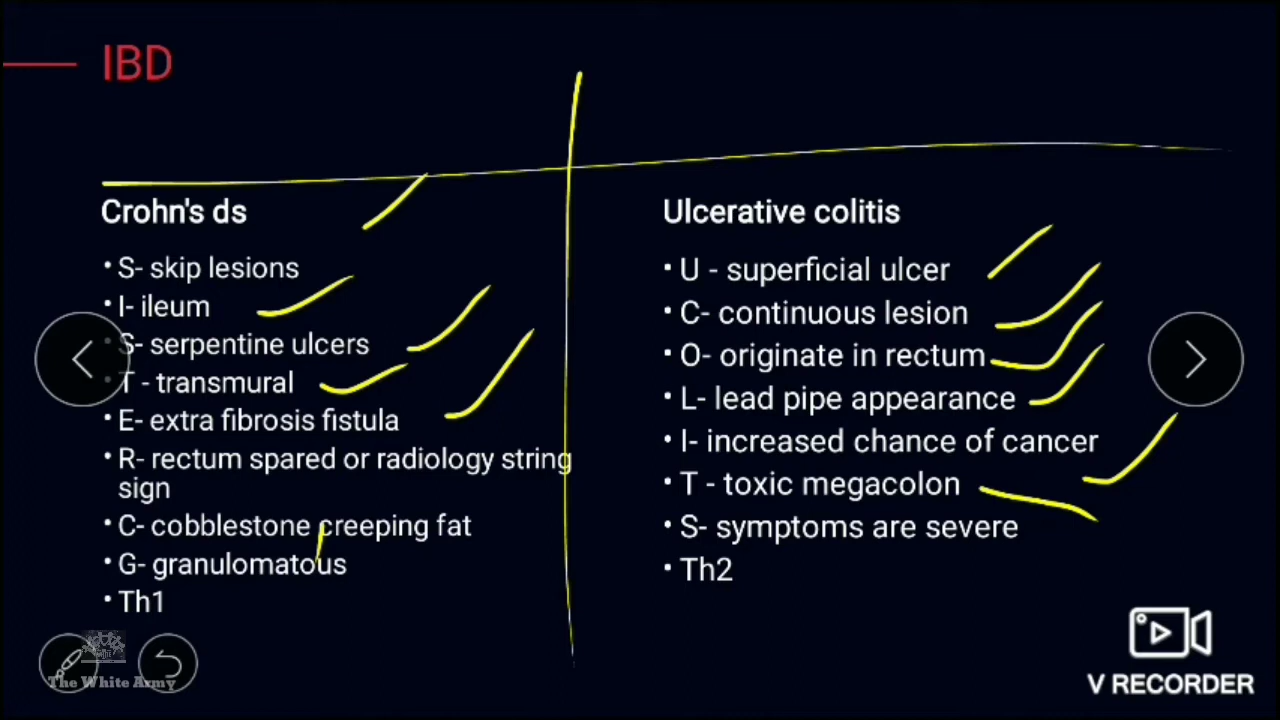 IBD
Crohn's ds
• S- skip lesions
• I- ileum
• S- serpentine ulcers
• T - transmural
• E- extra fibrosis fistula
• R- rectum spared or radiology string
sign
• C- cobblestone creeping fat
• G- granulomatous
• Th1
Ulcerative colitis
• U - superficial ulcer
• C- continuous lesion
• O- originate in rectum
• L- lead pipe appearance
• I- increased chance of cancer
• T - toxic megacolon
• S- symptoms are severe
• Th2
The White Army
V RECORDER